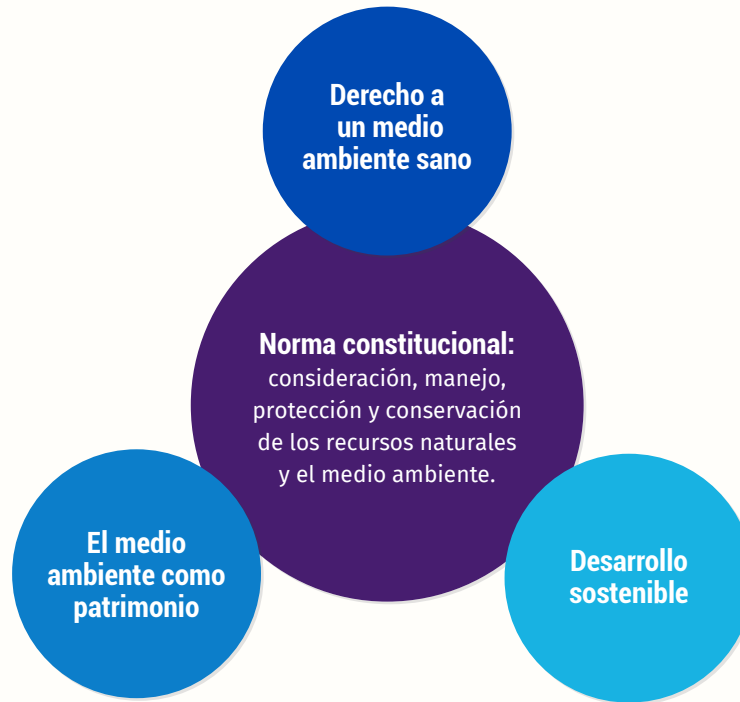 Derecho a
un medio
ambiente sano
Norma constitucional:
consideración, manejo,
protección y conservación
de los recursos naturales
y el medio ambiente.
El medio
ambiente como
patrimonio
Desarrollo
sostenible